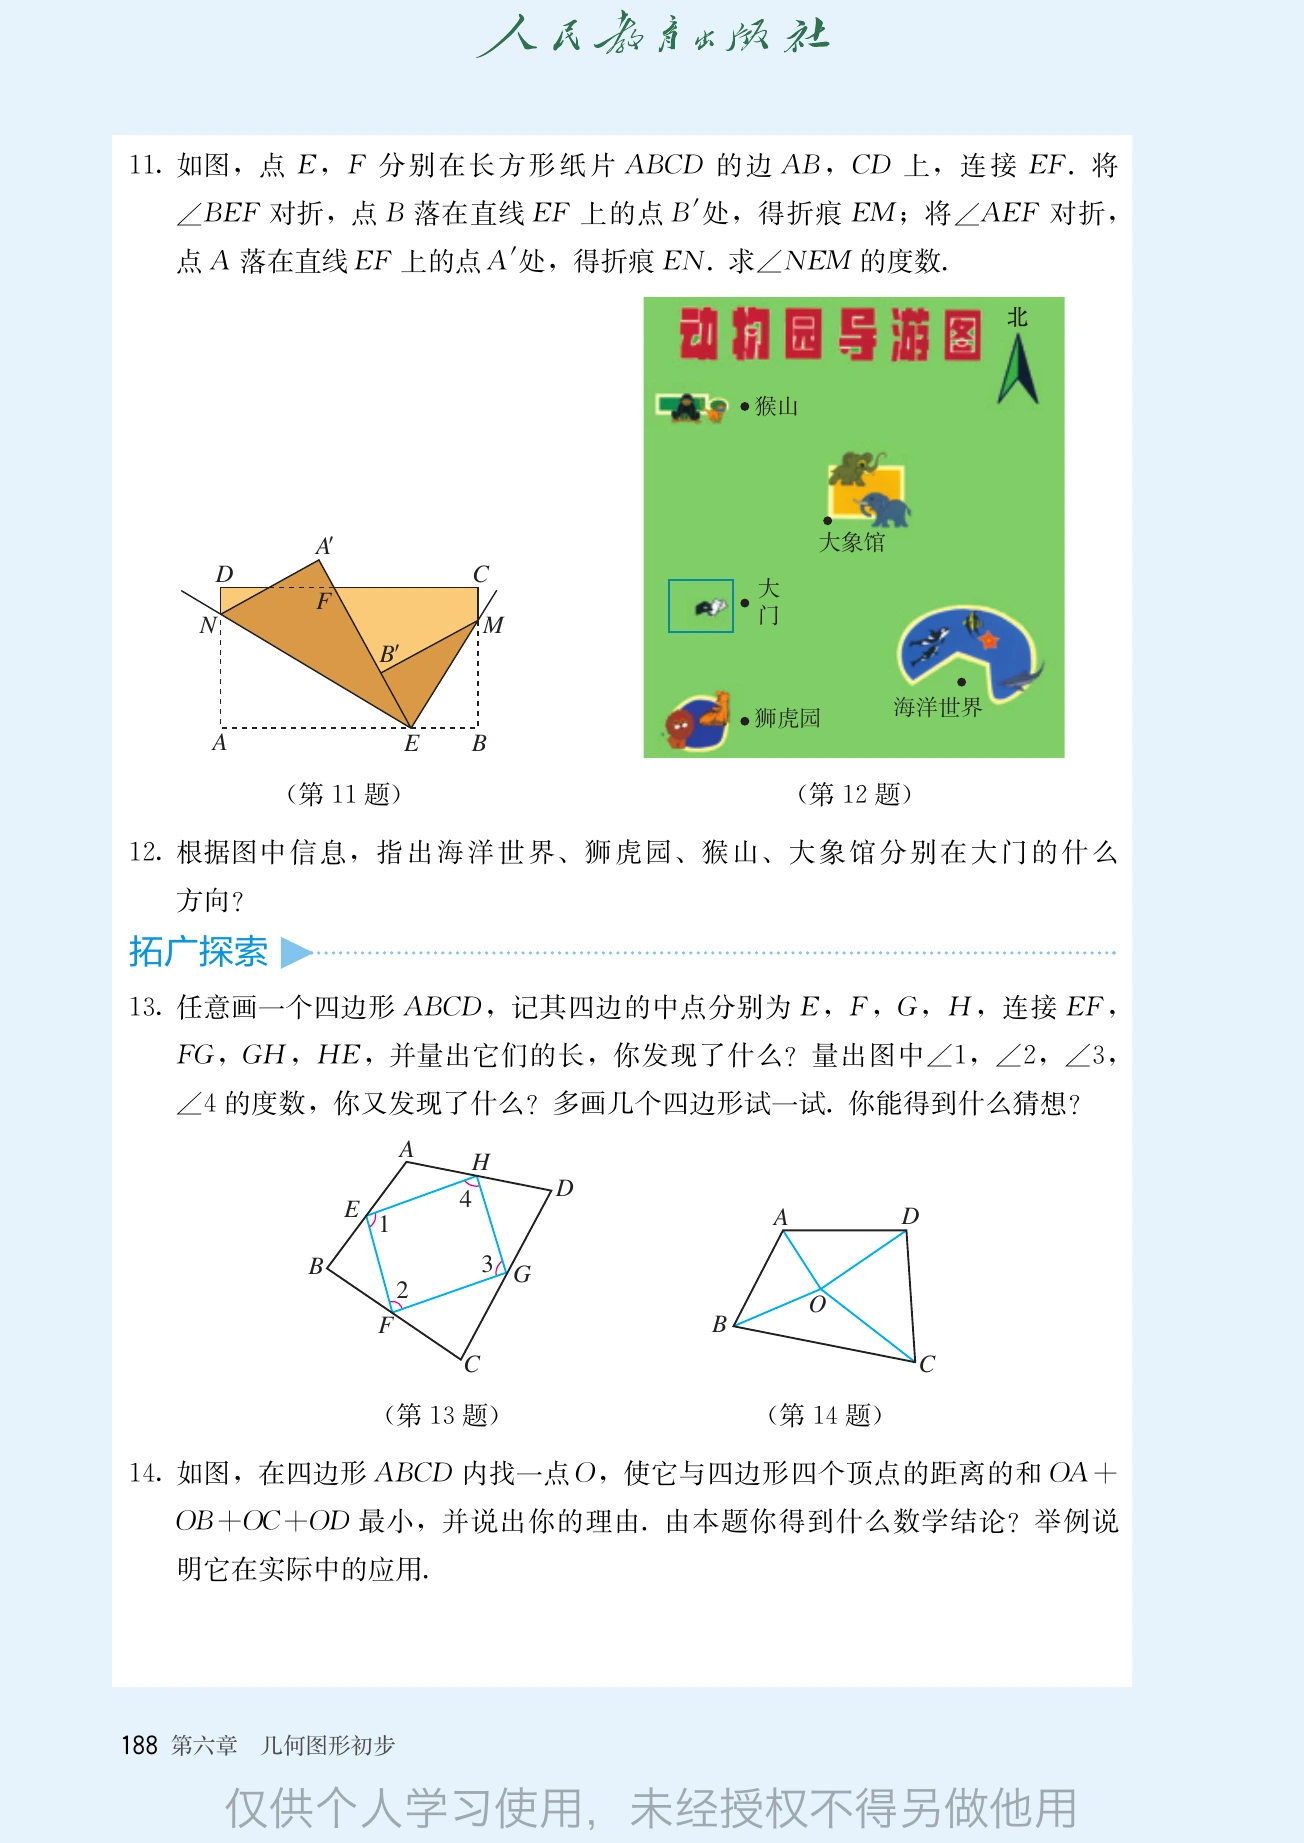 人民教育出版社
11. 如图，点 E，F 分别在长方形纸片 ABCD 的边 AB，CD 上，连接 EF. 将
∠BEF 对折，点 B 落在直线 EF 上的点 B′处，得折痕 EM；将∠AEF 对折，
点 A 落在直线 EF 上的点 A′处，得折痕 EN. 求∠NEM 的度数.
动物园导游图
北
猴山
大象馆
大
门
海洋世界
狮虎园
A′
D
C
F
N
M
B′
A
E
B
（第 11 题）
（第 12 题）
12. 根据图中信息，指出海洋世界、狮虎园、猴山、大象馆分别在大门的什么
方向？
拓广探索
13. 任意画一个四边形 ABCD，记其四边的中点分别为 E，F，G，H，连接 EF，
FG，GH，HE，并量出它们的长，你发现了什么？量出图中∠1，∠2，∠3，
∠4 的度数，你又发现了什么？多画几个四边形试一试. 你能得到什么猜想？
A
H
D
4
E
1
B
3
G
2
F
C
A
D
O
B
C
（第 13 题）
（第 14 题）
14. 如图，在四边形 ABCD 内找一点 O，使它与四边形四个顶点的距离的和 OA＋
OB＋OC＋OD 最小，并说出你的理由. 由本题你得到什么数学结论？举例说
明它在实际中的应用.
188 第六章 几何图形初步
仅供个人学习使用，未经授权不得另做他用